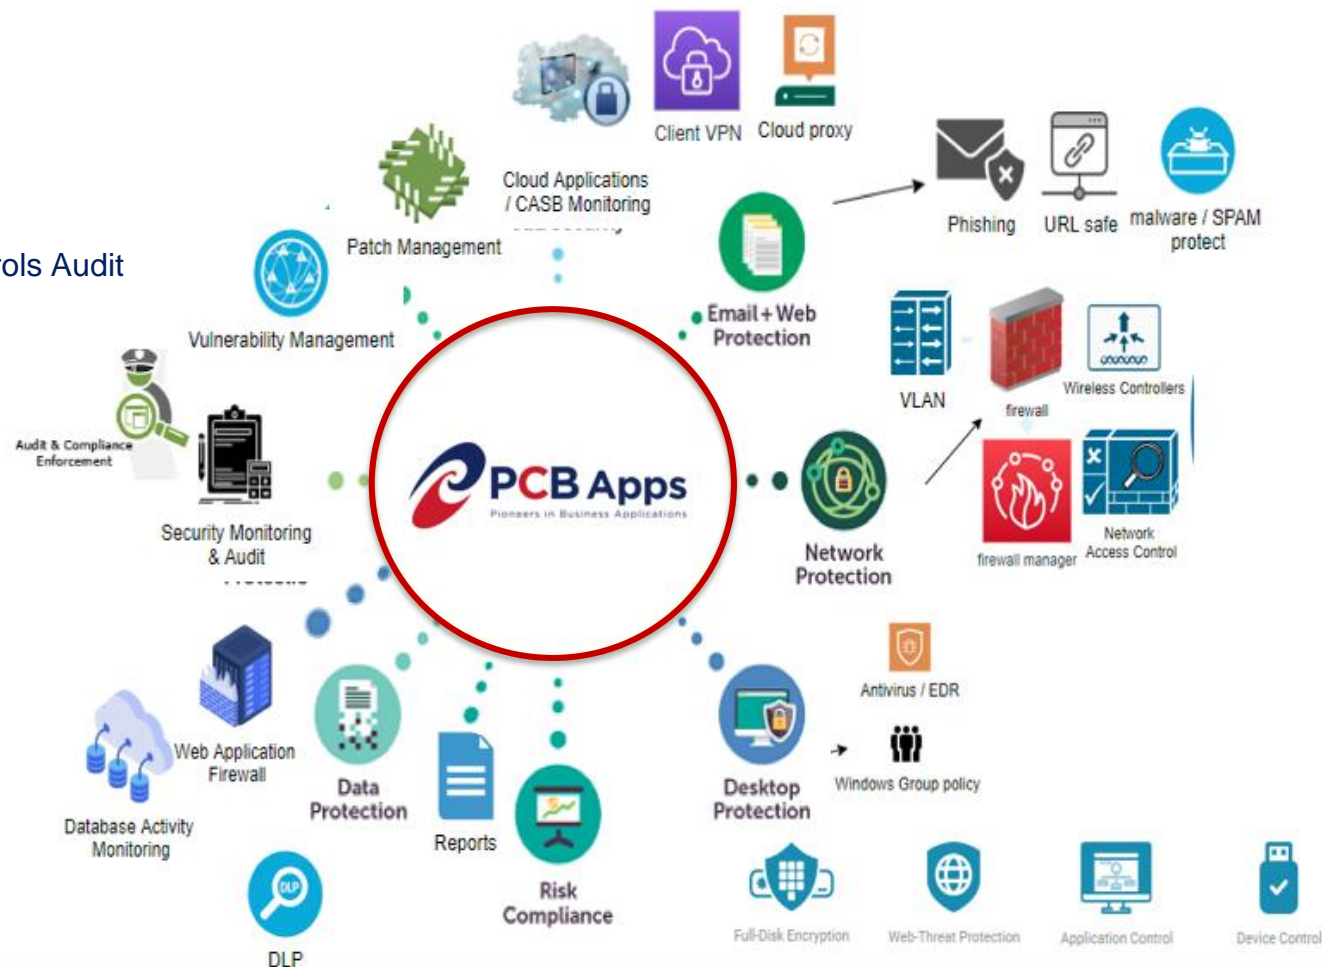 Client VPN
Cloud proxy
Cloud Applications
/ CASB Monitoring
Phishing
URL safe
malware / SPAM
protect
Patch Management
ols Audit
Email + Web
Protection
Vulnerability Management
VLAN
firewall
Wireless Controllers
Audit & Compliance
Enforcement
PCB Apps
Pioneers in Business Applications
Security Monitoring
& Audit
Network
Protection
firewall manager
Network
Access Control
Antivirus / EDR
Web Application
Firewall
Windows Group policy
Data
Protection
Desktop
Protection
Database Activity
Monitoring
Reports
Risk
Compliance
DLP
DLP
Full-Disk Encryption
Web-Threat Protection
Application Control
Device Control